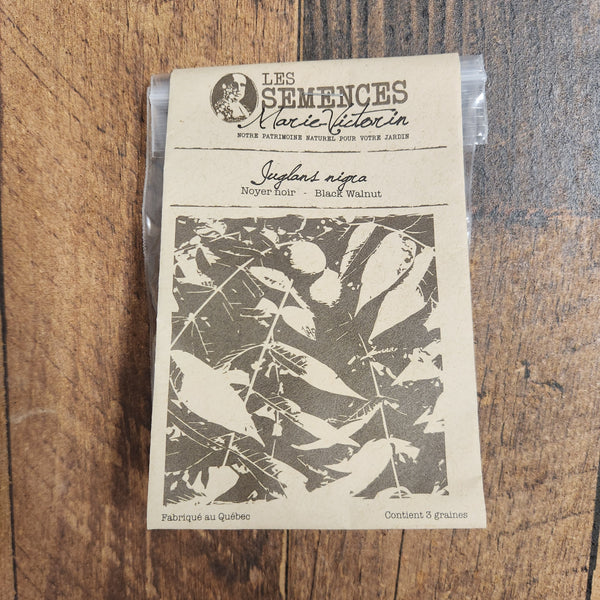 LES
SEMENCES
Marie-Victorin
NOTRE PATRIMOINE NATUREL POUR VOTRE JARDIN
Juglans nigra
Noyer noir - Black Walnut
Fabriqué au Québec
Contient 3 graines